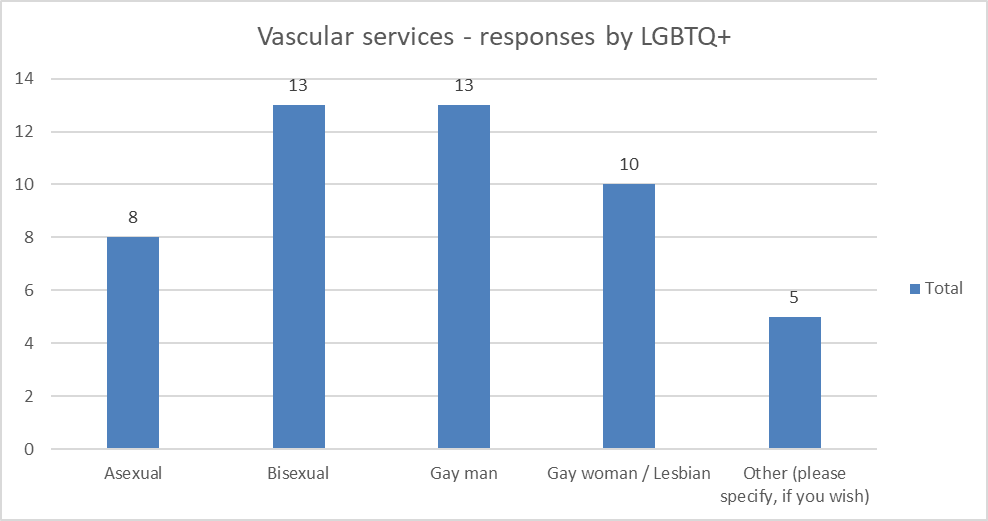 Vascular services - responses by LGBTQ+
14
12
10
8
6
4
2
0
8
13
13
10
5
Asexual
Bisexual
Gay man
Gay woman / Lesbian
Other (please
specify, if you wish)
Total